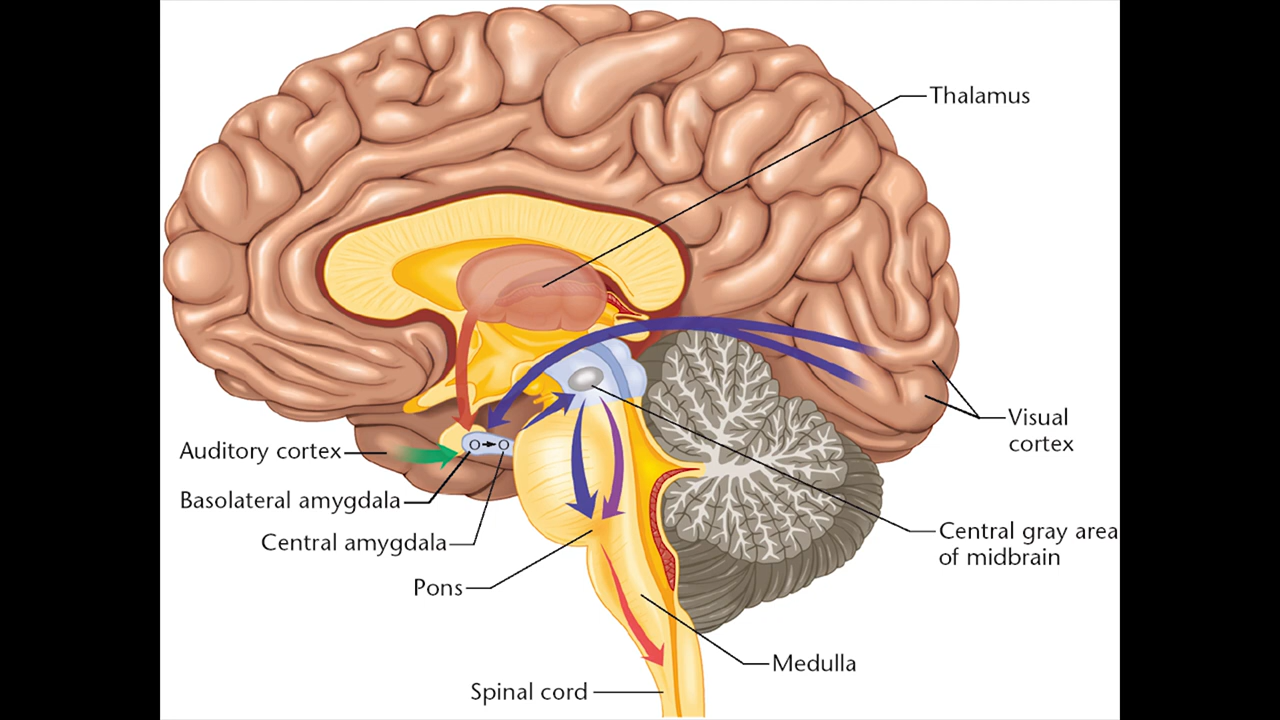 Thalamus
Auditory cortex
Visual
cortex
Basolateral amygdala
Central amygdala
Central gray area
of midbrain
Pons
Medulla
Spinal cord